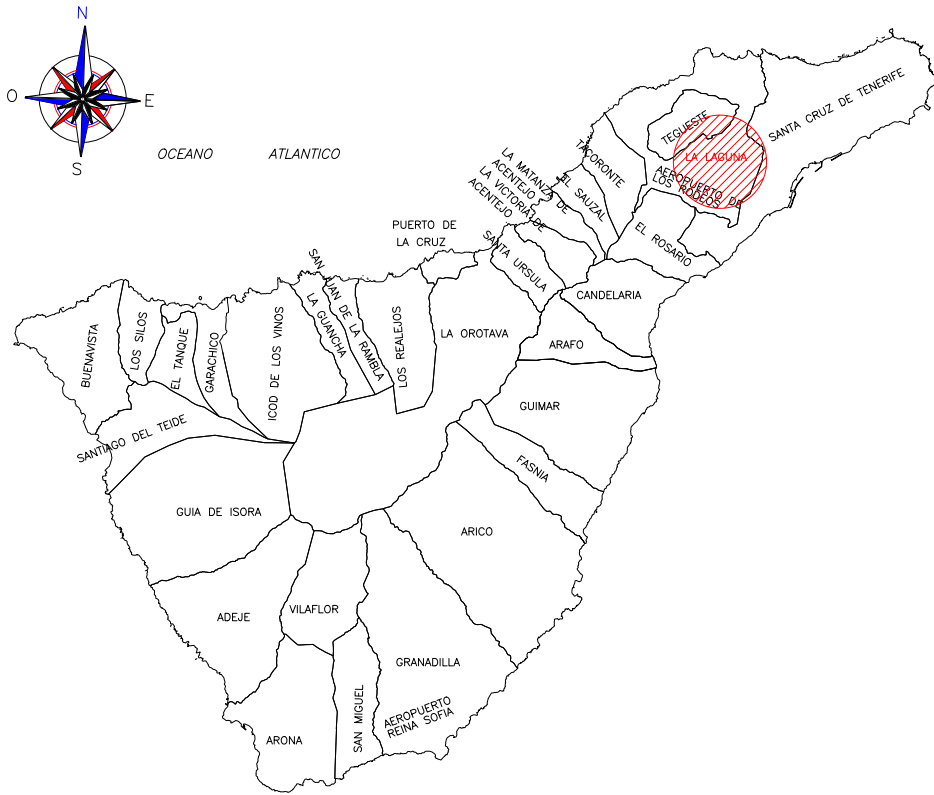 N
O
E
S
OCEANO ATLANTICO
SANTA CRUZ DE TENERIFE
TEGUESTE
LA LAGUNA
AEROPUERTO DE
LOS RODEOS
TACORONTE
EL SAUZAL
LA MATANZA DE
ACENTEJO
LA VICTORIA DE
ACENTEJO
SANTA URSULA
EL ROSARIO
PUERTO DE
LA CRUZ
CANDELARIA
LA OROTAVA
ARAFO
SAN JUAN DE LA RAMBLA
LA GUANCHA
LOS REALEJOS
ICOD DE LOS VINOS
GARACHICO
EL TANQUE
LOS SILOS
BUENAVISTA
SANTIAGO DEL TEIDE
GUIMAR
FASNIA
GUIA DE ISORA
ARICO
ADEJE
VILAFLOR
GRANADILLA
AEROPUERTO
REINA SOFIA
SAN MIGUEL
ARONA